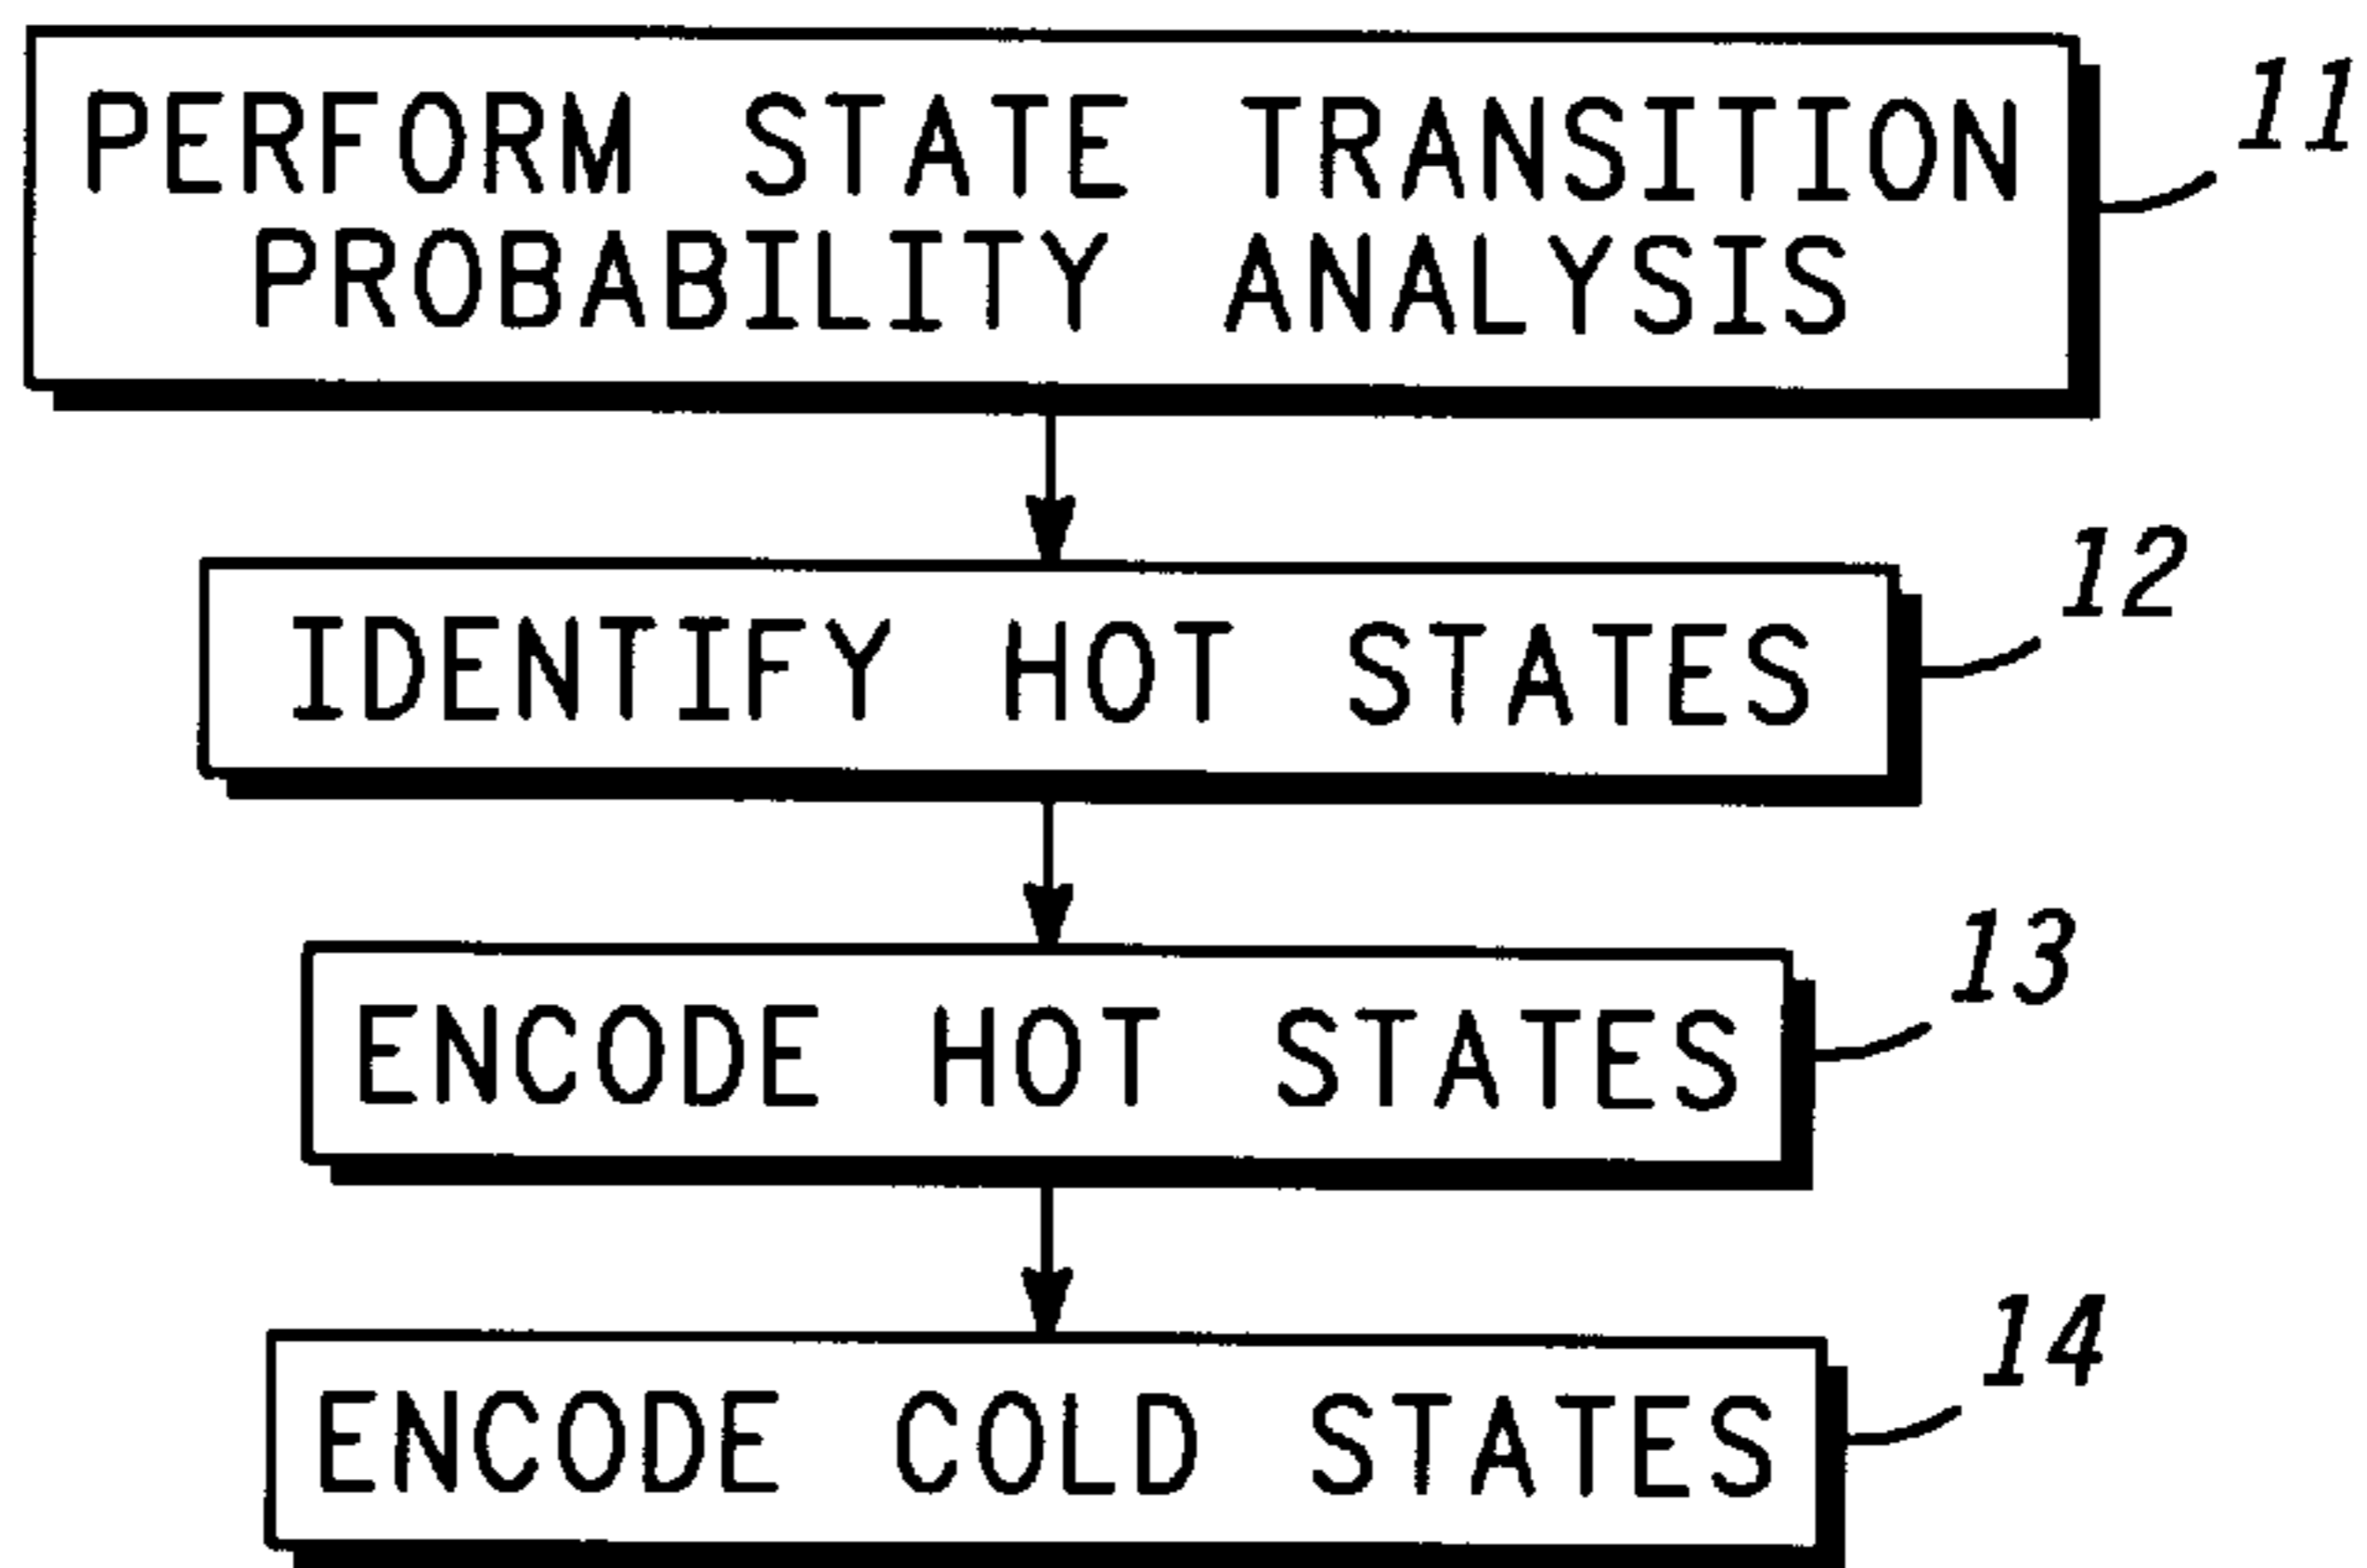 PERFORM STATE TRANSITION
PROBABILITY ANALYSIS
11
IDENTIFY HOT STATES
12
ENCODE HOT STATES
13
ENCODE COLD STATES
14